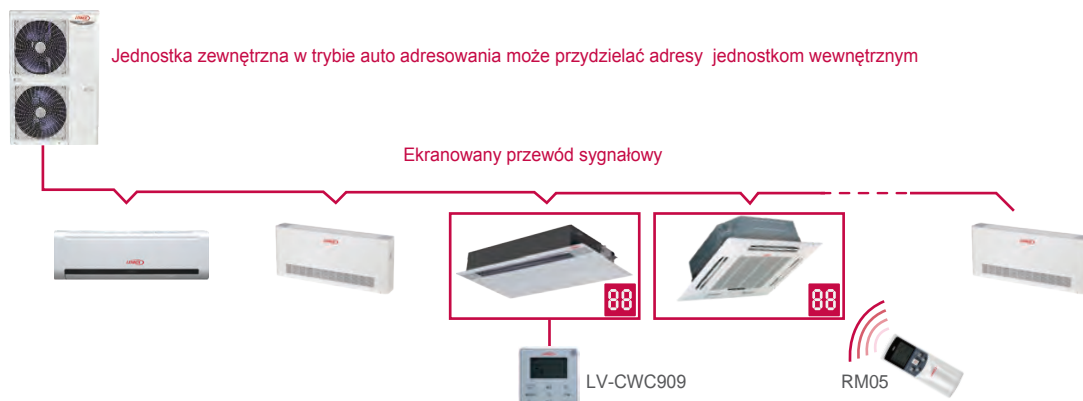 Jednostka zewnętrzna w trybie auto adresowania może przydzielać adresy jednostkom wewnętrznym
Ekranowany przewód sygnałowy
88
88
LV-CWC909
RM05